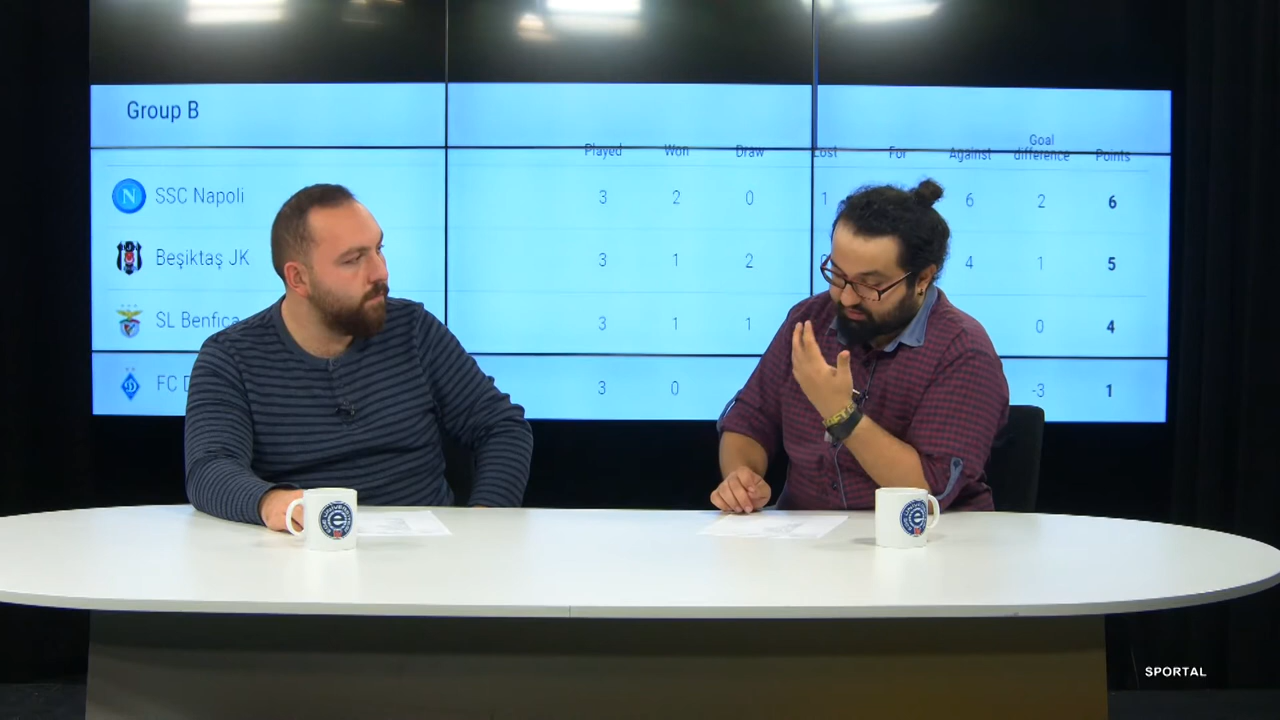 Group B
Played Won Draw Lost For Against Goal difference Points
N SSC Napoli 3 2 0 1 6 2 6
Beşiktaş JK 3 1 2 4 1 5
SL Benfica 3 1 1 0 4
FC 3 0 -3 1
e
SPORTAL